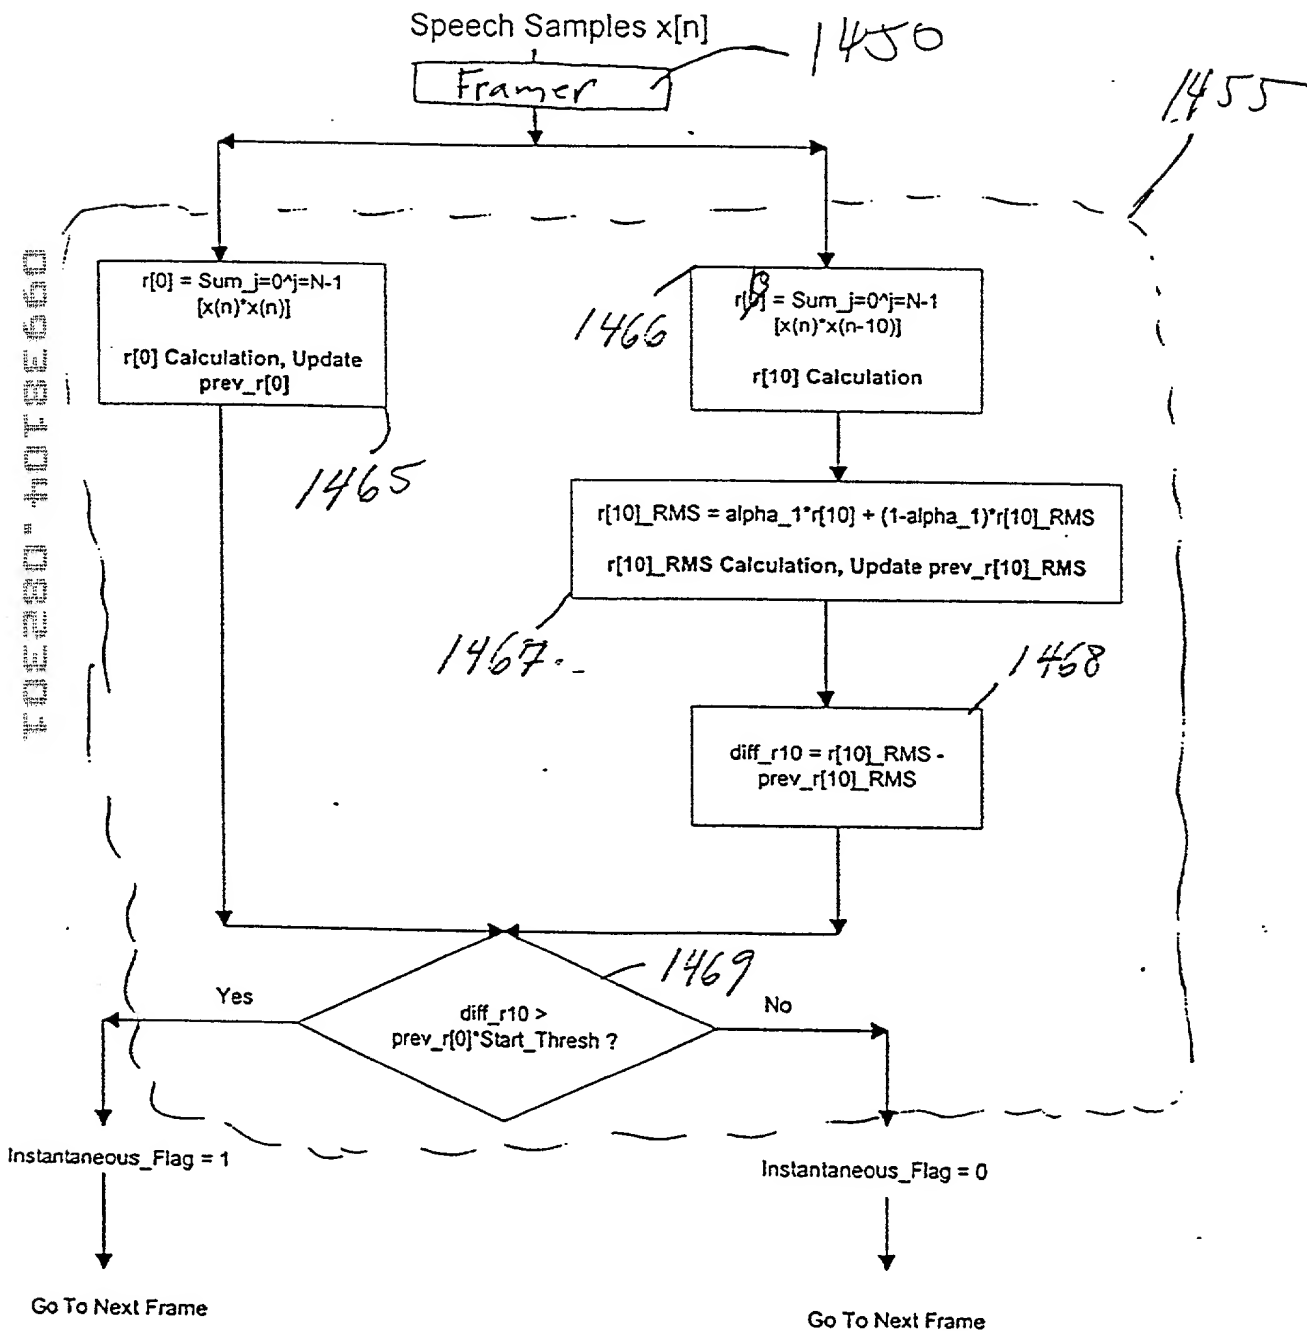 Speech Samples x[n]
1450
Framer
1455
r[0] = Sum_j=0^j=N-1
[x(n)*x(n)]
r[0] Calculation, Update
prev_r[0]
1465
1466
= Sum_j=0^j=N-1
[x(n)*x(n-10)]
r[10] Calculation
r[10]_RMS = alpha_1*r[10] + (1-alpha_1)*r[10]_RMS
r[10]_RMS Calculation, Update prev_r[10]_RMS
1467
1468
diff_r10 = r[10]_RMS -
prev_r[10]_RMS
1469
Yes
No
diff_r10 >
prev_r[0]*Start_Thresh ?
Instantaneous_Flag = 1
Instantaneous_Flag = 0
Go To Next Frame
Go To Next Frame
09938104.082301